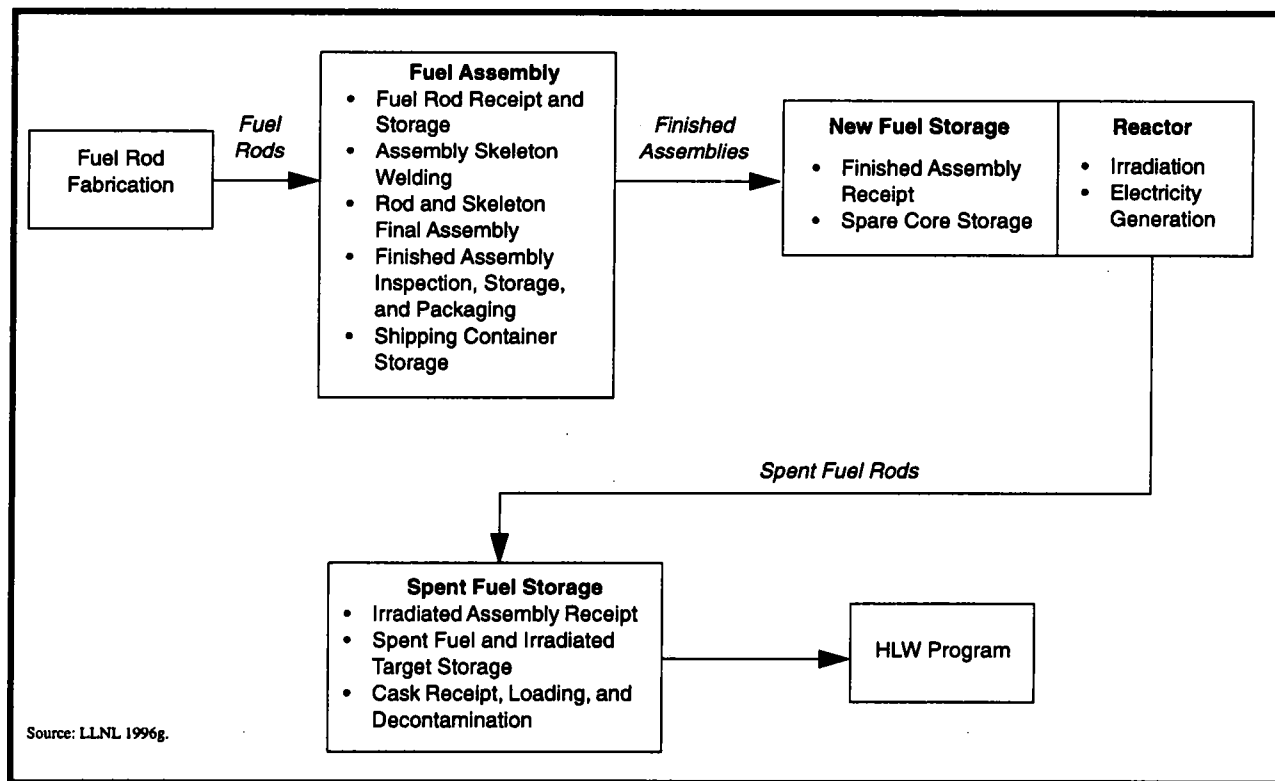 Fuel Rod
Fabrication
Fuel
Rods
Fuel Assembly
• Fuel Rod Receipt and
Storage
• Assembly Skeleton
Welding
• Rod and Skeleton
Final Assembly
• Finished Assembly
Inspection, Storage,
and Packaging
• Shipping Container
Storage
Finished
Assemblies
New Fuel Storage
• Finished Assembly
Receipt
• Spare Core Storage
Reactor
• Irradiation
• Electricity
Generation
Spent Fuel Rods
Spent Fuel Storage
• Irradiated Assembly Receipt
• Spent Fuel and Irradiated
Target Storage
• Cask Receipt, Loading, and
Decontamination
HLW Program
Source: LLNL 1996g.